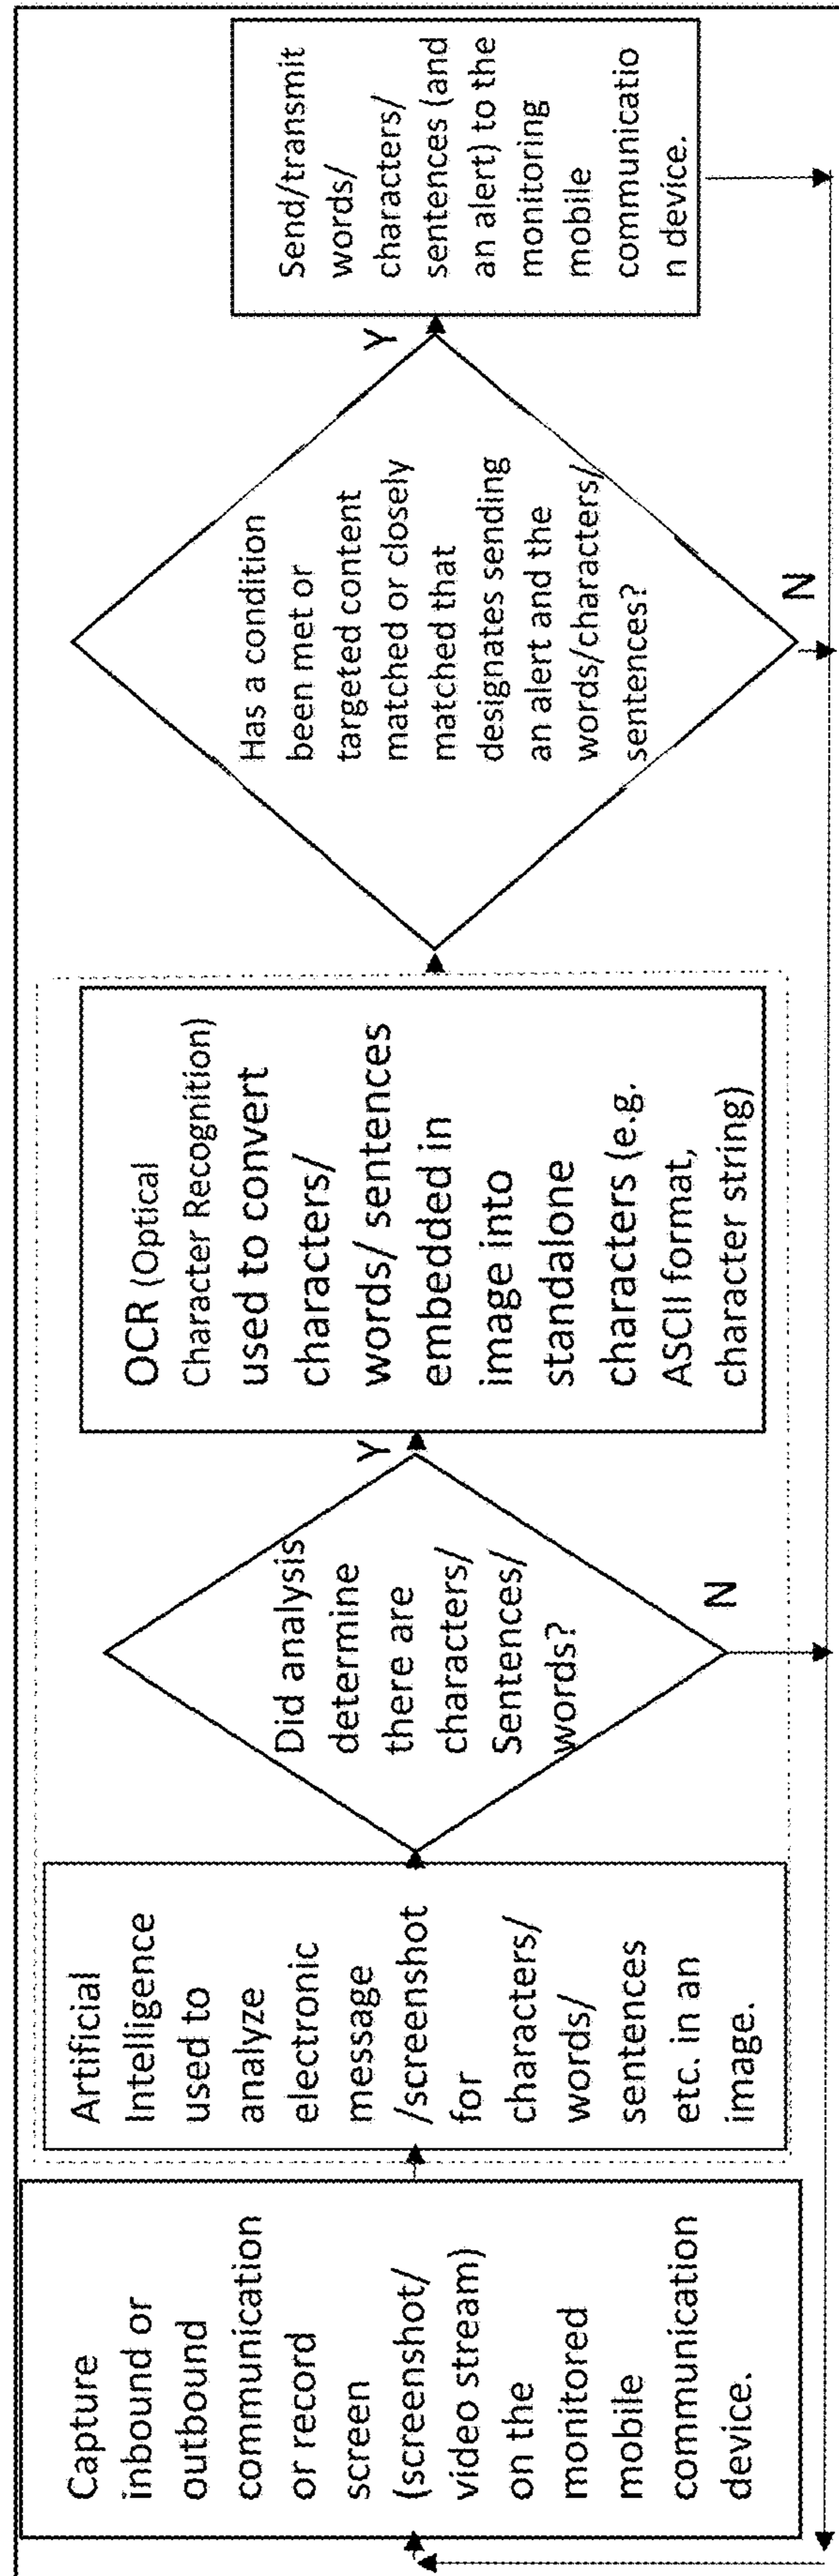 Capture
inbound or
outbound
communication
or record
screen
(screenshot/
video stream)
on the
monitored
mobile
communication
device.
Artificial
Intelligence
used to
analyze
electronic
message
/screenshot
for
characters/
words/
sentences
etc. in an
image.
Did analysis
determine
there are
characters/
Sentences/
words?
Y
N
OCR (Optical
Character Recognition)
used to convert
characters/
words/ sentences
embedded in
image into
standalone
characters (e.g.
ASCII format,
character string)
Has a condition
been met or
targeted content
matched or closely
matched that
designates sending
an alert and the
words/characters/
sentences?
Y
N
Send/transmit
words/
characters/
sentences (and
an alert) to the
monitoring
mobile
communicatio
n device.